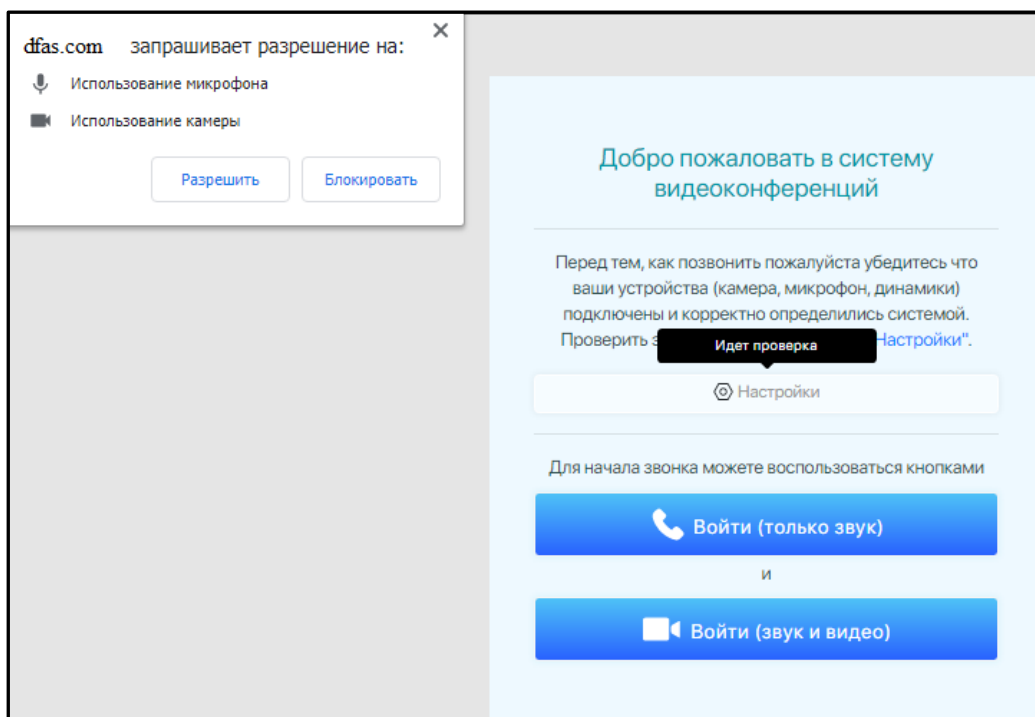 dfas.com запрашивает разрешение на:
Использование микрофона
Использование камеры
Разрешить Блокировать
Добро пожаловать в систему
видеоконференций
Перед тем, как позвонить пожалуйста убедитесь что
ваши устройства (камера, микрофон, динамики)
подключены и корректно определились системой.
Проверить Настройки".
Идет проверка
Настройки
Для начала звонка можете воспользоваться кнопками
Войти (только звук)
и
Войти (звук и видео)